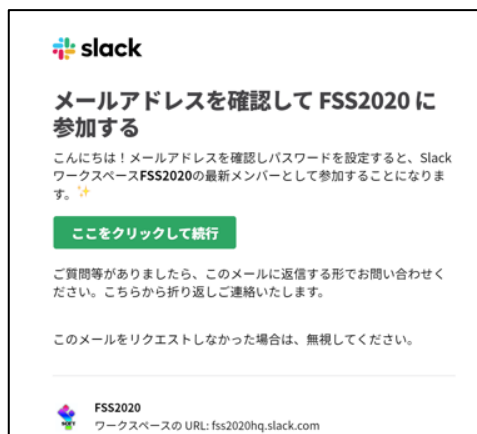 slack
メールアドレスを確認して FSS2020 に
参加する
こんにちは！メールアドレスを確認しパスワードを設定すると、Slack
ワークスペースFSS2020の最新メンバーとして参加することになりま
す。✨
ここをクリックして続行
ご質問等がありましたら、このメールに返信する形でお問い合わせく
ださい。こちらから折り返しご連絡いたします。
このメールをリクエストしなかった場合は、無視してください。
FSS2020
ワークスペースの URL: fss2020hq.slack.com